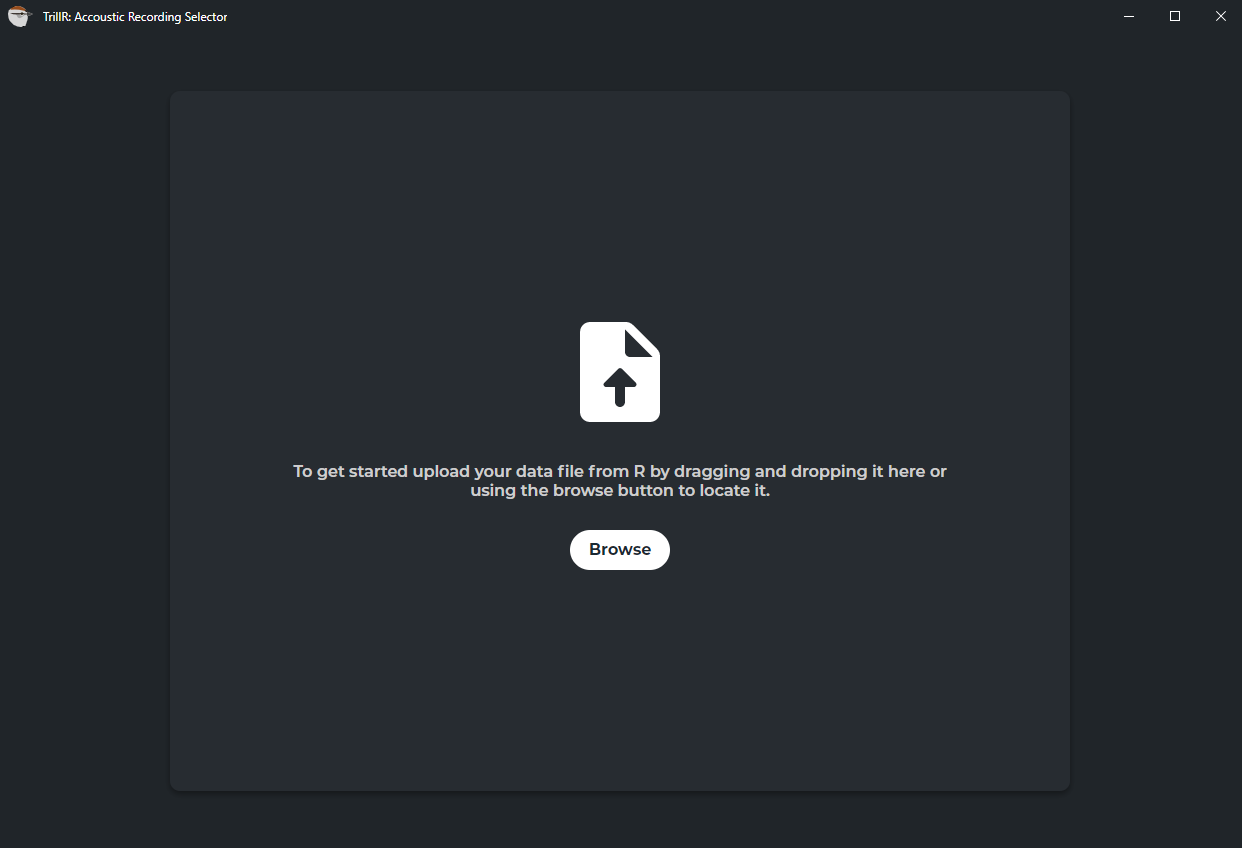 TrillR: Accoustic Recording Selector
To get started upload your data file from R by dragging and dropping it here or
using the browse button to locate it.
Browse